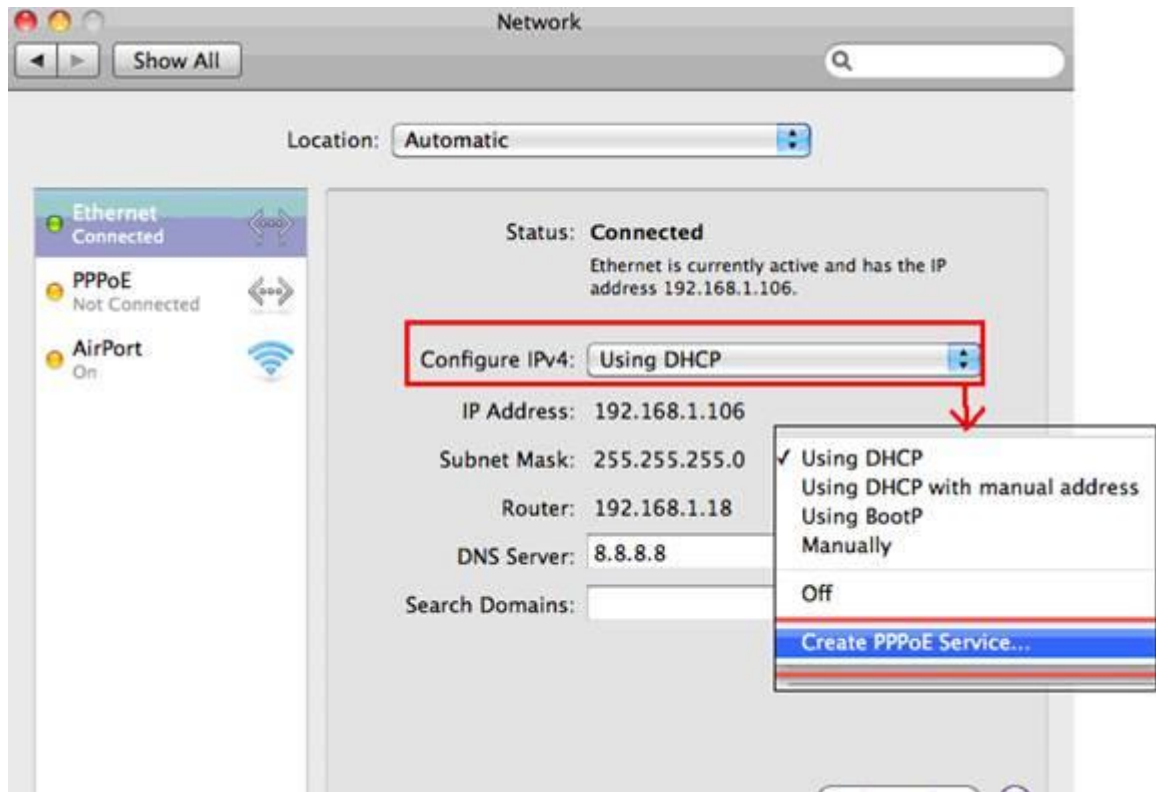 Network
Show All
Location: Automatic
Ethernet
Connected
PPPoE
Not Connected
AirPort
On
Status: Connected
Ethernet is currently active and has the IP
address 192.168.1.106.
Configure IPv4: Using DHCP
IP Address: 192.168.1.106
Subnet Mask: 255.255.255.0
Router: 192.168.1.18
DNS Server: 8.8.8.8
Search Domains:
✓ Using DHCP
Using DHCP with manual address
Using BootP
Manually
Off
Create PPPoE Service...